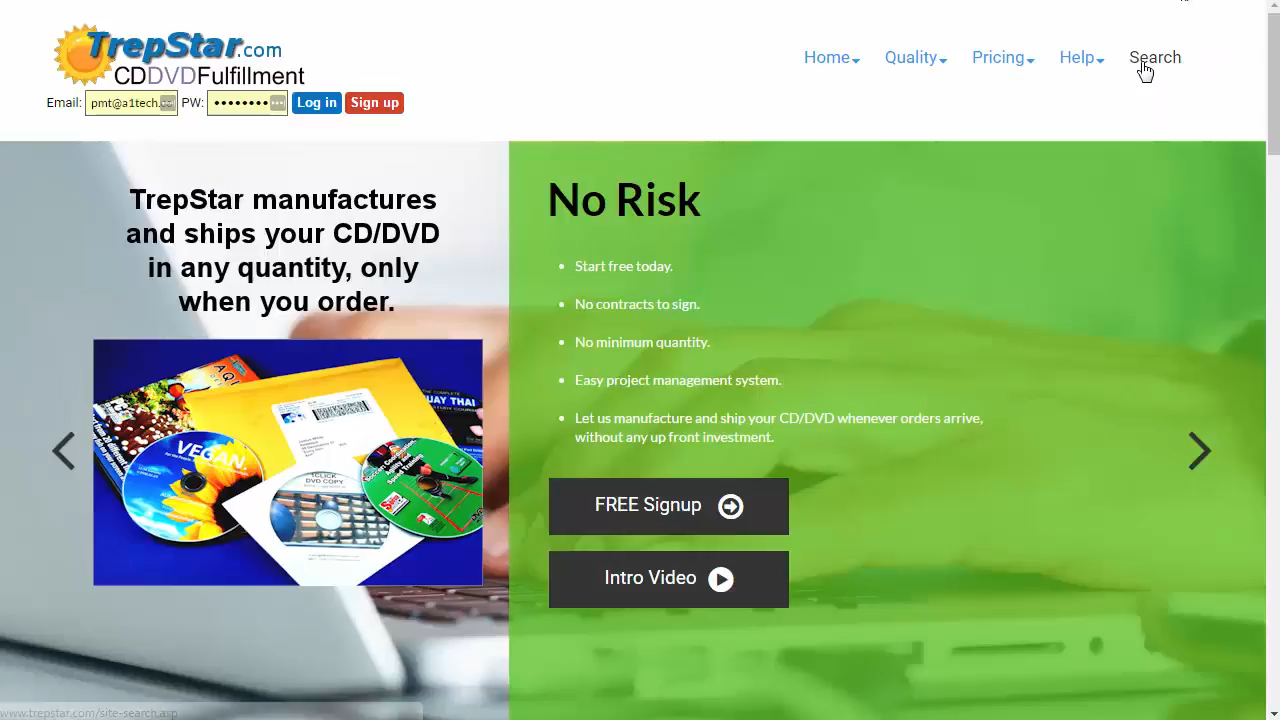 TrepStar.com
CDDVDFulfillment
Email: pmt@a1tech. PW: •••••••• Log in Sign up
Home Quality Pricing Help Search
TrepStar manufactures
and ships your CD/DVD
in any quantity, only
when you order.
VEGAN
1CLICK
DVD COPY
No Risk
Start free today.
No contracts to sign.
No minimum quantity.
Easy project management system.
Let us manufacture and ship your CD/DVD whenever orders arrive,
without any up front investment.
FREE Signup
Intro Video
www.trepstar.com/site-search.asp